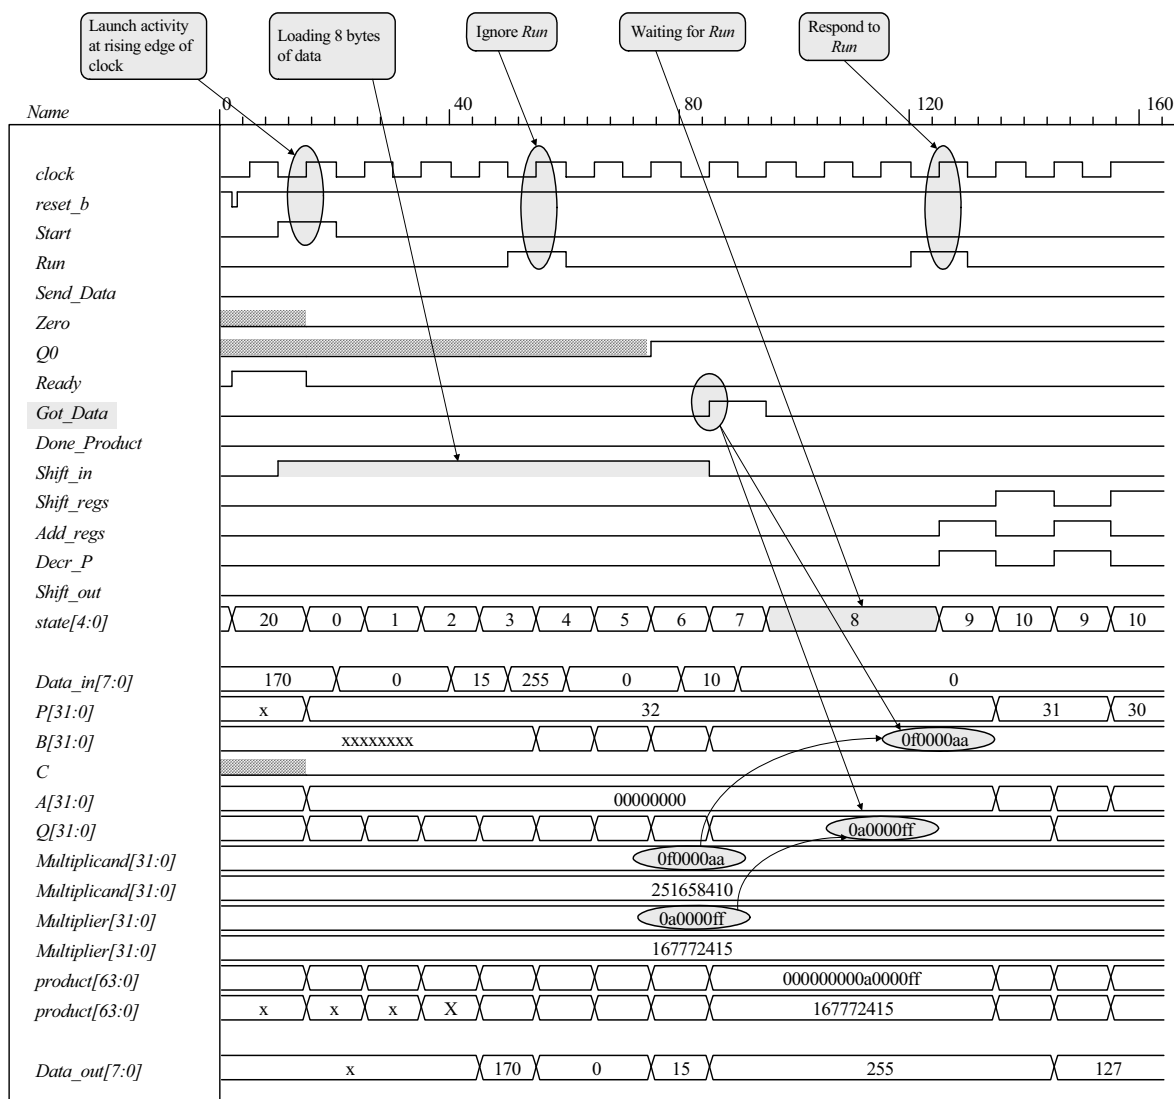 Launch activity
at rising edge of
clock
Loading 8 bytes
of data
Ignore Run
Waiting for Run
Respond to
Run
Name
0 40 80 120 160
clock
reset_b
Start
Run
Send_Data
Zero
Q0
Ready
Got_Data
Done_Product
Shift_in
Shift_regs
Add_regs
Decr_P
Shift_out
state[4:0] 20 0 1 2 3 4 5 6 7 8 9 10 9 10
Data_in[7:0] 170 0 15 255 0 10 0
P[31:0] x 32 31 30
B[31:0] xxxxxxxx 0f0000aa
C
A[31:0] 00000000
Q[31:0] 0a0000ff
Multiplicand[31:0] 0f0000aa
Multiplicand[31:0] 251658410
Multiplier[31:0] 0a0000ff
Multiplier[31:0] 167772415
product[63:0] 000000000a0000ff
product[63:0] x x x X 167772415
Data_out[7:0] x 170 0 15 255 127